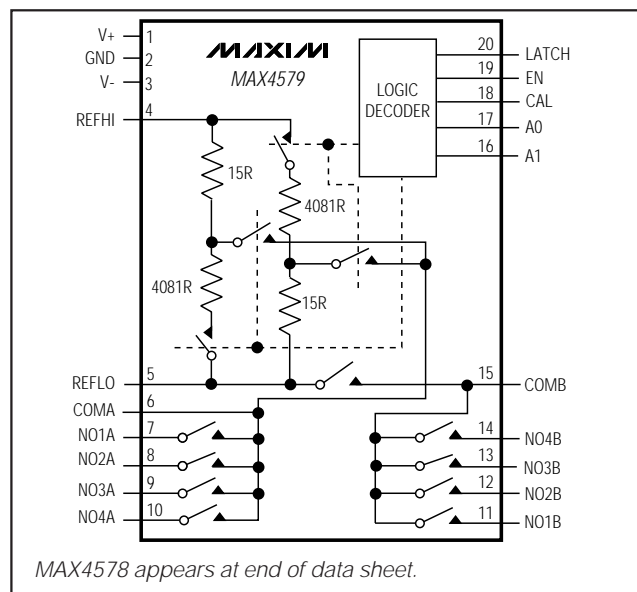 V+ 1
GND 2
V- 3
REFHI 4
MAXIM
MAX4579
LOGIC
DECODER
20 LATCH
19 EN
18 CAL
17 A0
16 A1
15R
4081R
4081R
15R
REFLO 5
COMA 6
NO1A 7
NO2A 8
NO3A 9
NO4A 10
15 COMB
14 NO4B
13 NO3B
12 NO2B
11 NO1B
MAX4578 appears at end of data sheet.